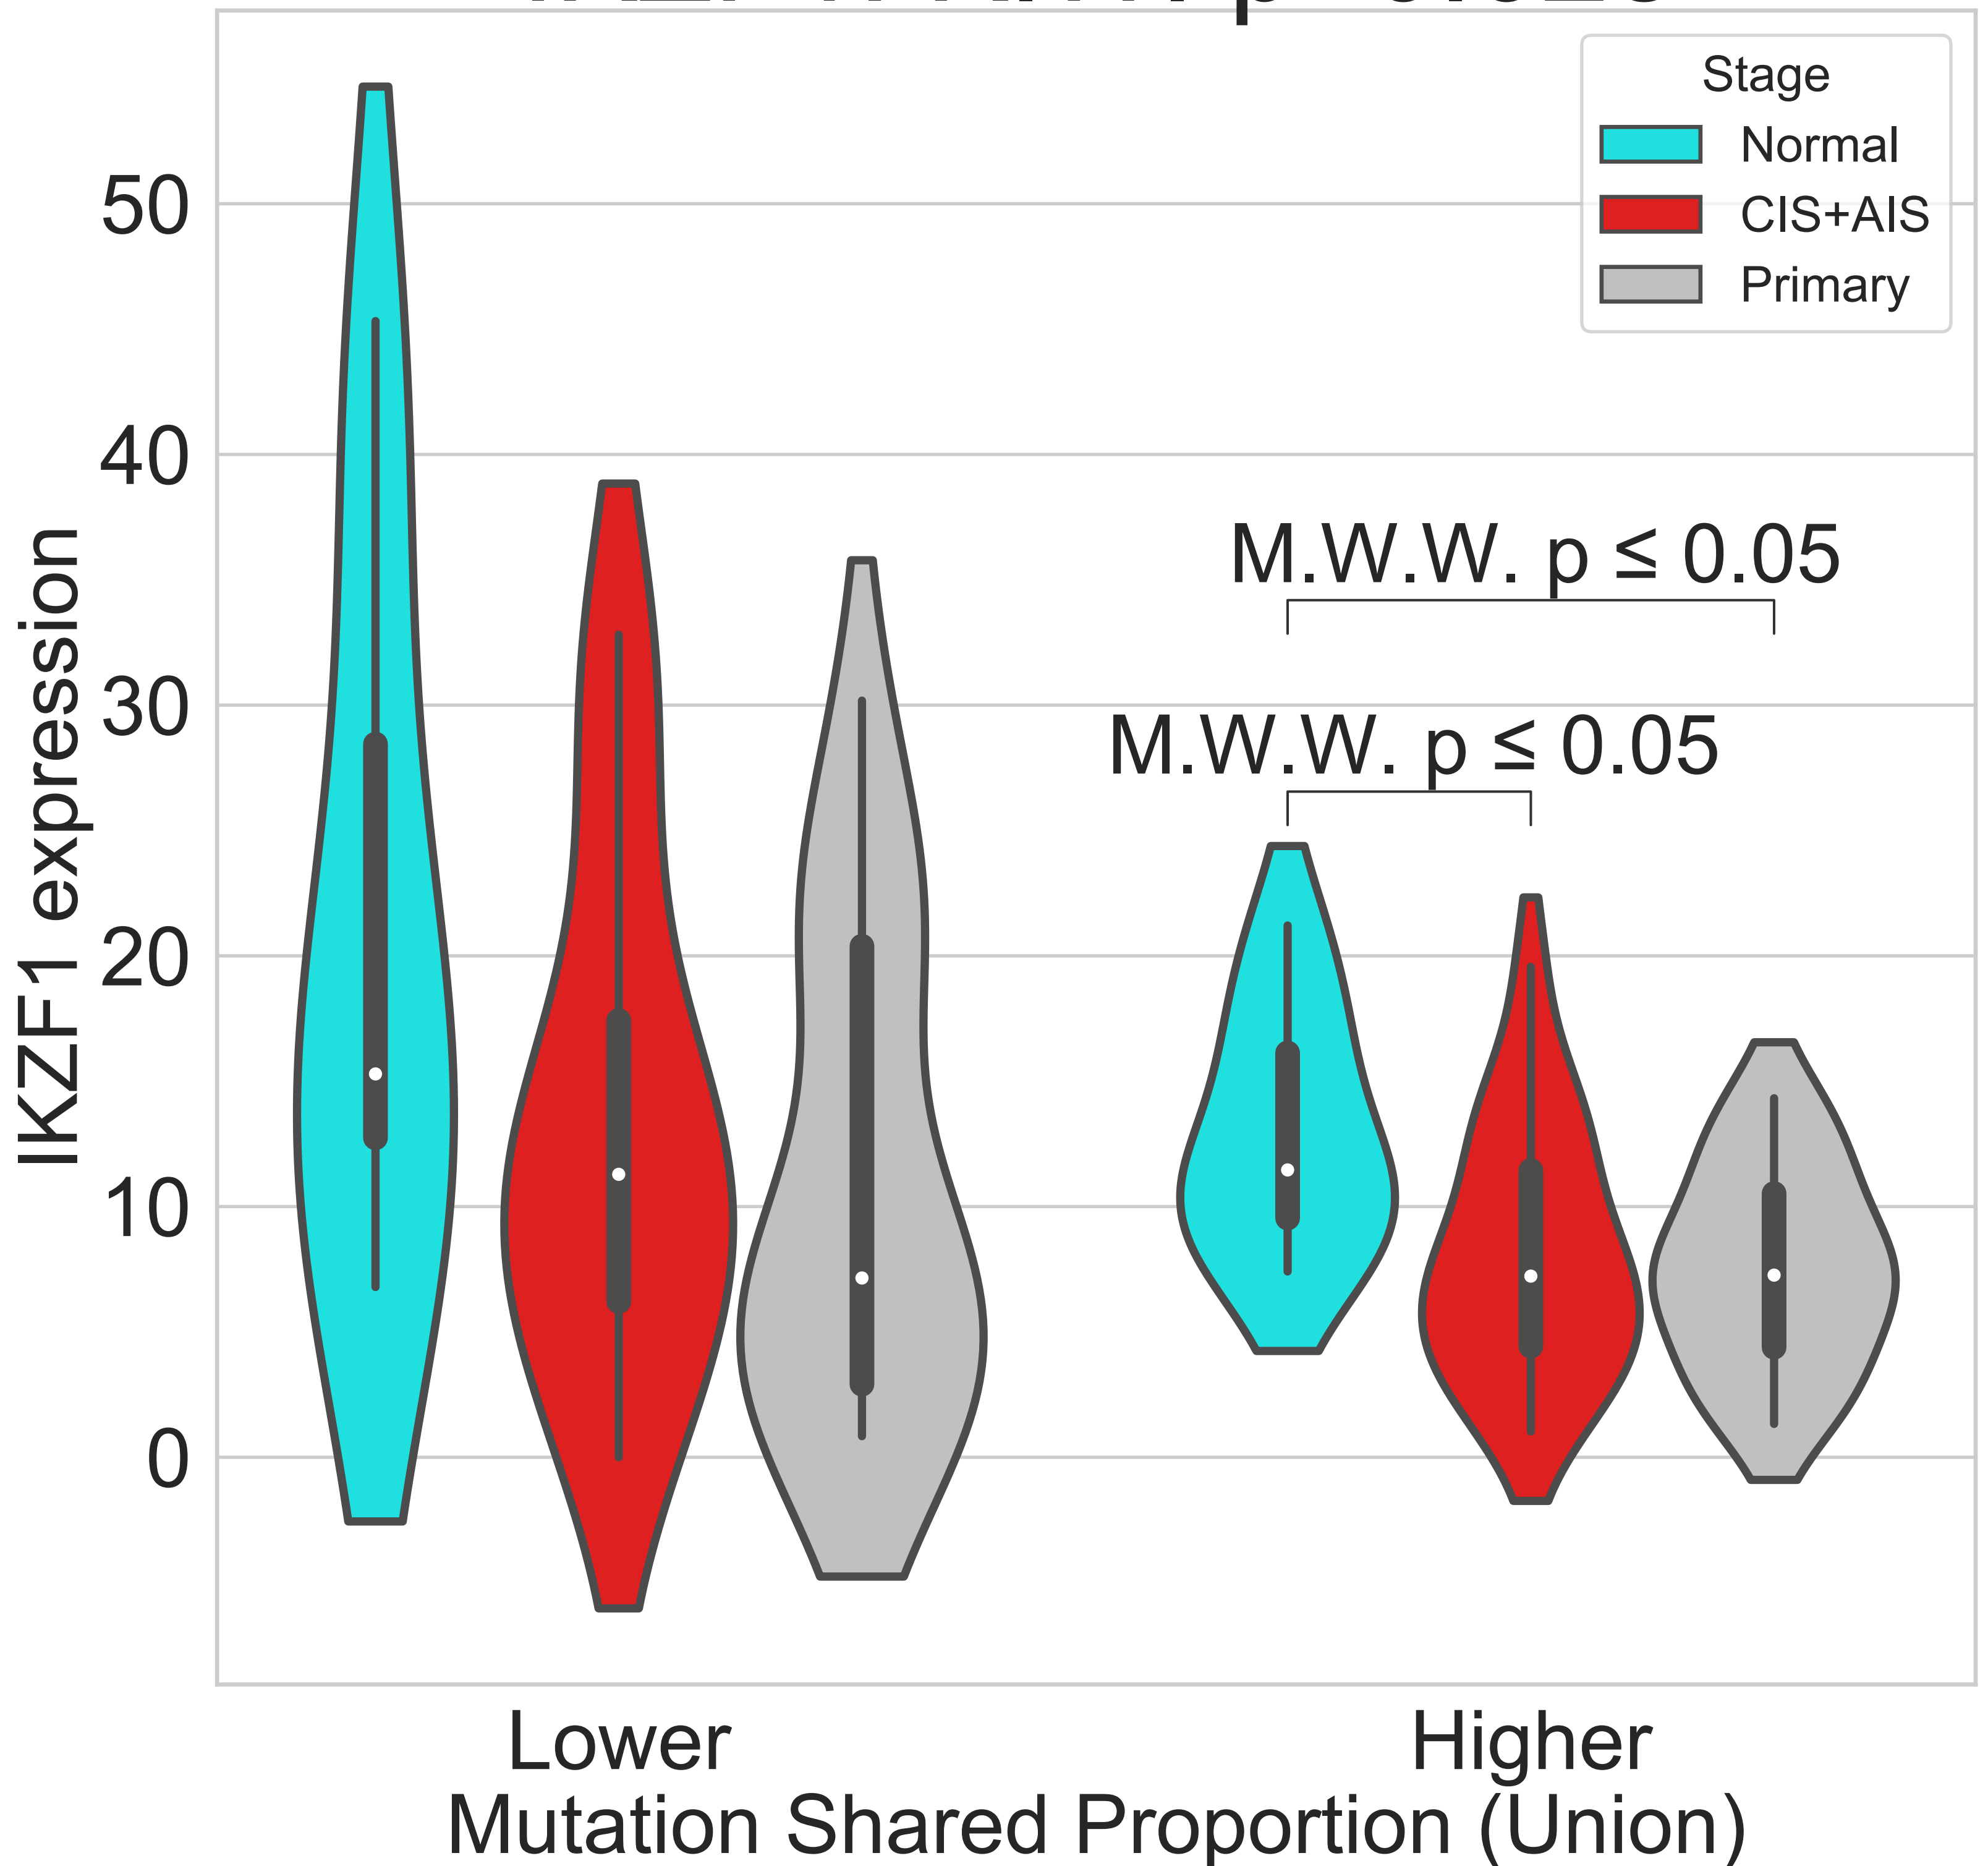 Stage
Normal
CIS+AIS
Primary
50
40
30
20
10
0
IKZF1 expression
M.W.W. p ≤ 0.05
M.W.W. p ≤ 0.05
Lower
Higher
Mutation Shared Proportion (Union)